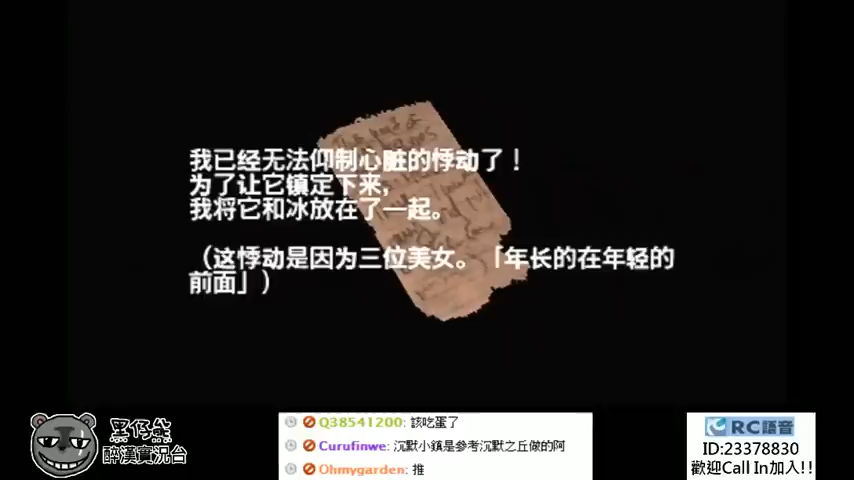 我已经无法仰制心脏的悸动了！
为了让它镇定下来,
我将它和冰放在了一起。
（这悸动是因为三位美女。「年长的在年轻的
前面」）
黑仔熊
醉漢實況台
Q38541200: 該吃蛋了
Curufinwe: 沉默小鎮是參考沉默之丘做的阿
Ohmygarden: 推
RC語音
ID:23378830
歡迎Call In加入!!